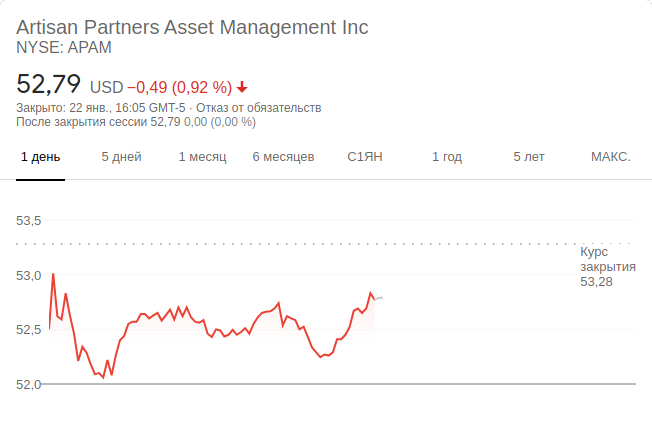 Artisan Partners Asset Management Inc
NYSE: APAM
52,79 USD −0,49 (0,92 %)
Закрыто: 22 янв., 16:05 GMT-5 · Отказ от обязательств
После закрытия сессии 52,79 0,00 (0,00 %)
1 день 5 дней 1 месяц 6 месяцев С1ЯН 1 год 5 лет МАКС.
53,5
Курс
закрытия
53,28
53,0
52,5
52,0